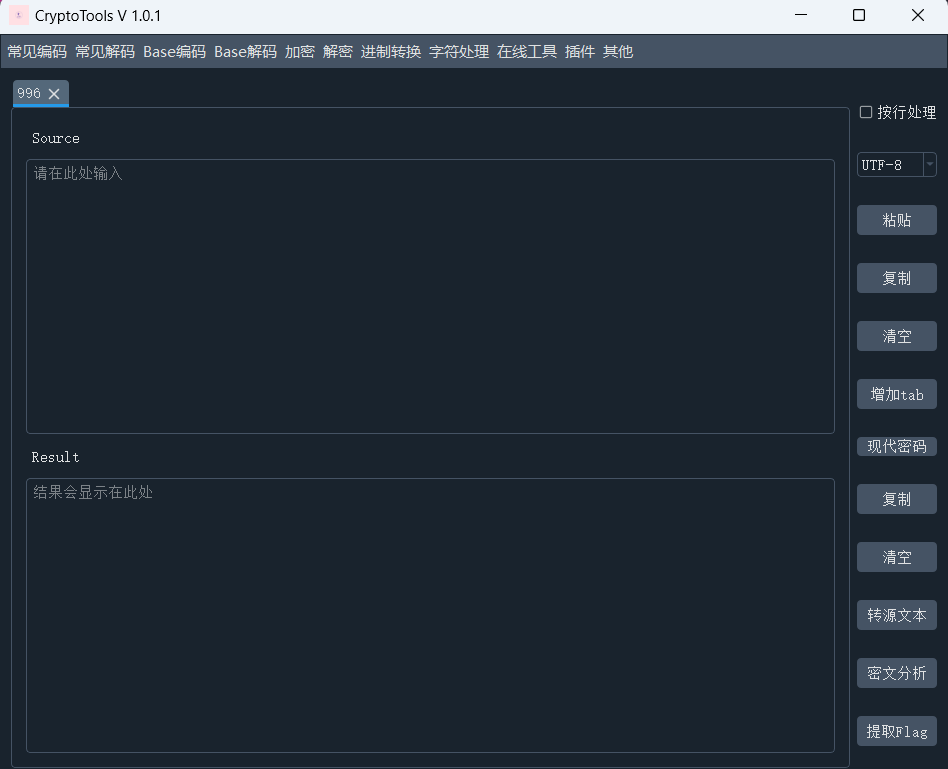 CryptoTools V 1.0.1
常见编码 常见解码 Base编码 Base解码 加密 解密 进制转换 字符处理 在线工具 插件 其他
996
按行处理
Source
请在此处输入
UTF-8
粘贴
复制
清空
增加tab
现代密码
Result
结果会显示在此处
复制
清空
转源文本
密文分析
提取Flag